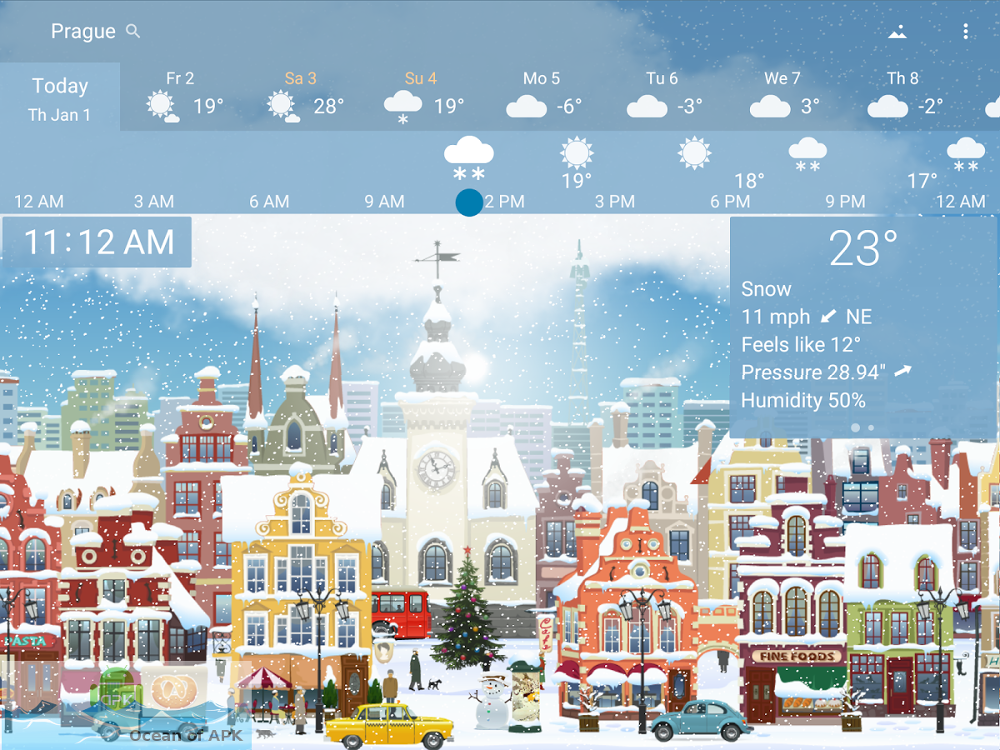 Prague
Today
Th Jan 1
Fr 2
19°
Sa 3
28°
Su 4
19°
Mo 5
-6°
Tu 6
-3°
We 7
3°
Th 8
-2°
19°
18°
17°
12 AM 3 AM 6 AM 9 AM 2 PM 3 PM 6 PM 9 PM 12 AM
11:12 AM
23°
Snow
11 mph NE
Feels like 12°
Pressure 28.94"
Humidity 50%
PASTA
FINE FOODS
Ocean of APK